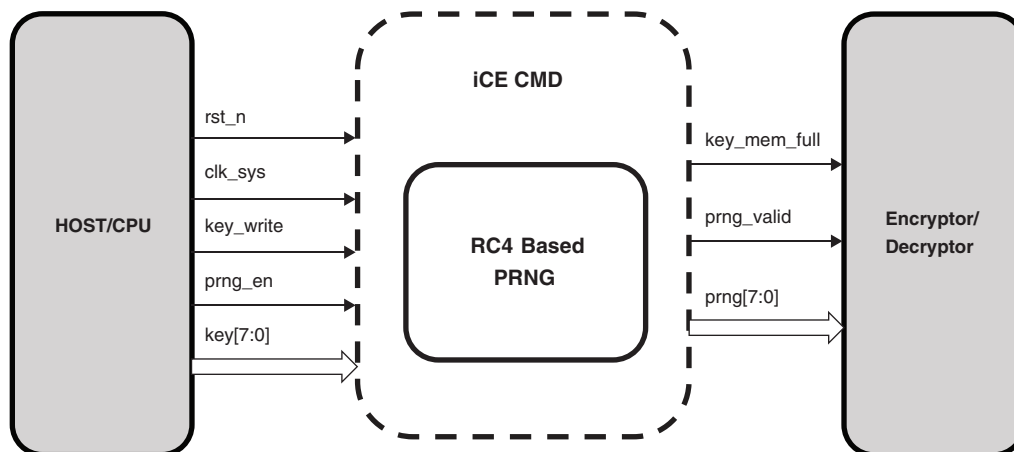 iCE CMD
rst_n
clk_sys
key_write
prng_en
key[7:0]
HOST/CPU
RC4 Based
PRNG
key_mem_full
prng_valid
prng[7:0]
Encryptor/
Decryptor